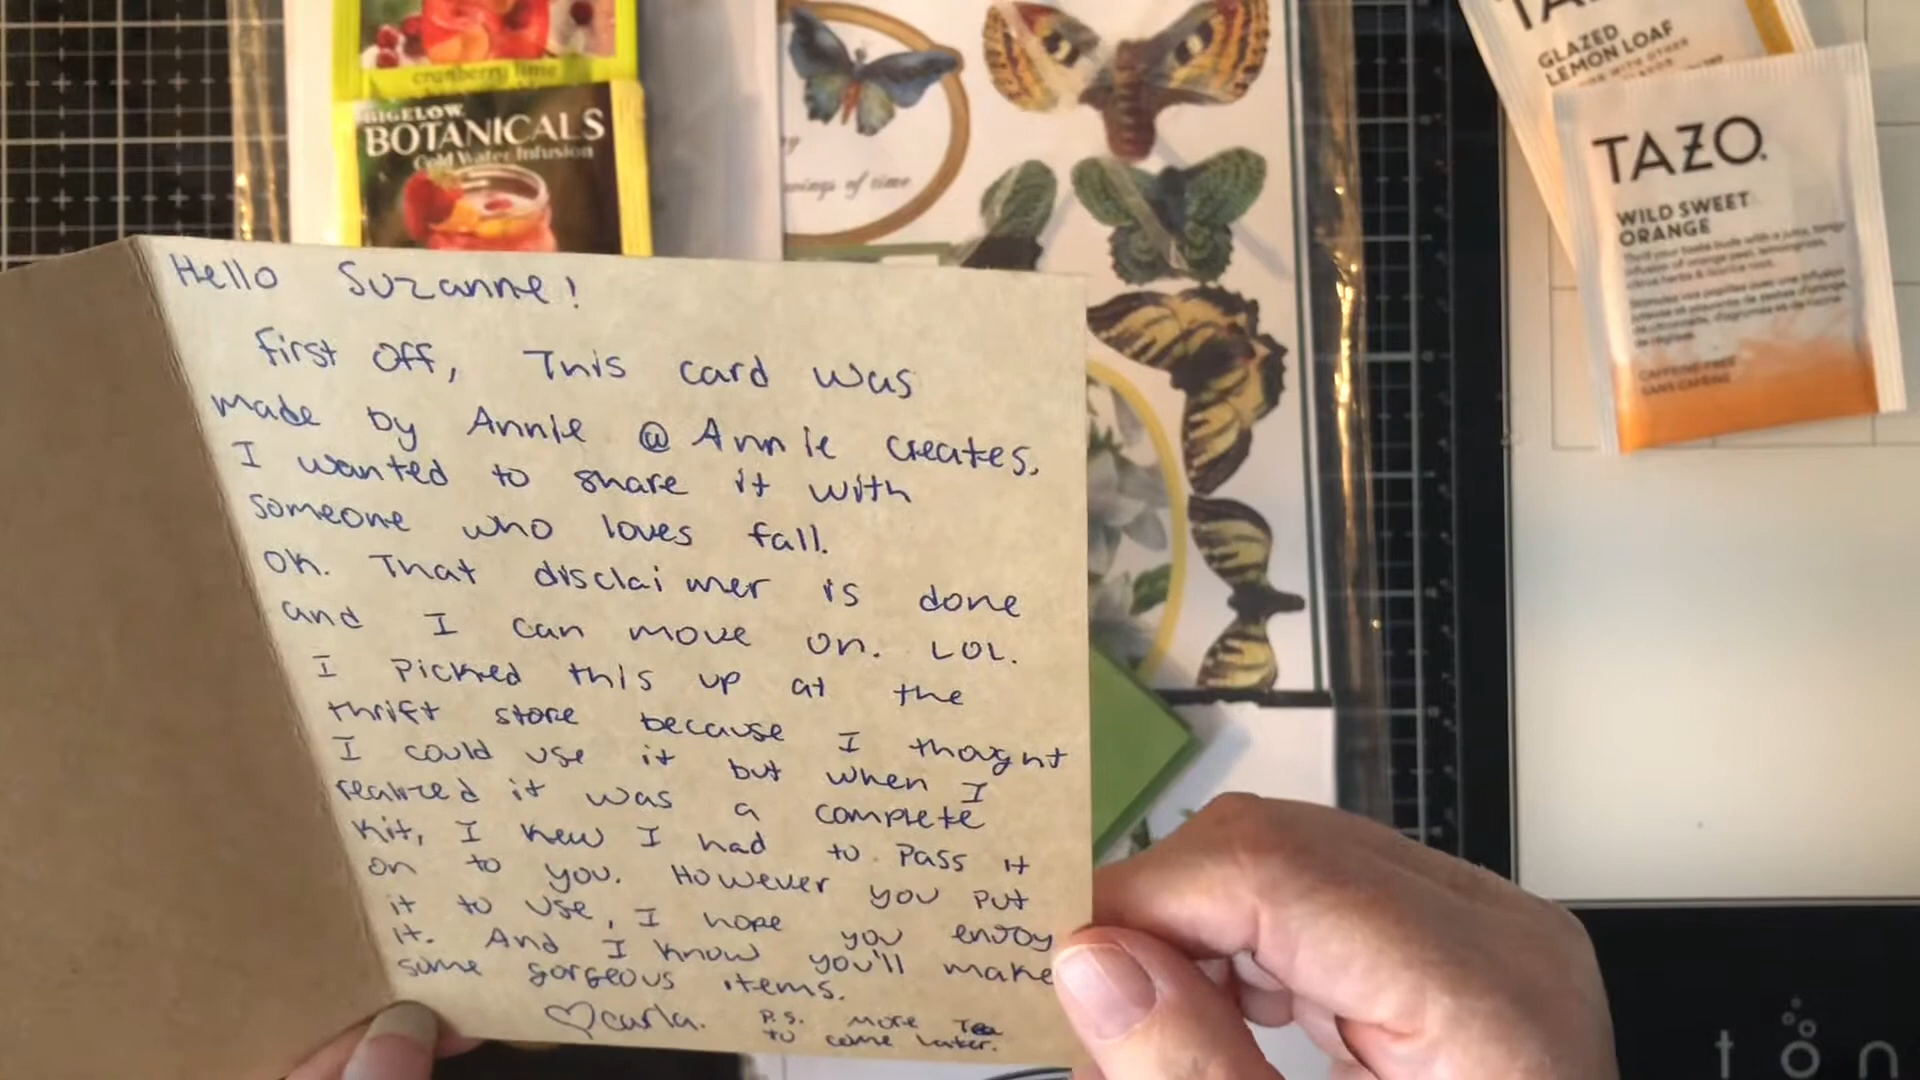 cranberry lime
BIGELOW
BOTANICALS
Cold Water Infusion
wings of time
GLAZED
LEMON LOAF
TAZO
WILD SWEET
ORANGE
CAFFEINE-FREE
SANS CAFÉINE
Hello Suzanne!
first off, This card was
made by Annie @ Annie creates.
I wanted to share it with
someone who loves fall.
OK. That disclaimer is done
and I can move on. LOL.
I picked this up at the
thrift store because I thoght
I could use it but when I
realized it was a complete
kit, I knew I had to pass it
on to you. However you put
it to use, I hope you enjoy
it. And I know you'll make
some gorgeous items.
♡carla.
P.S. more Tea
to come later.